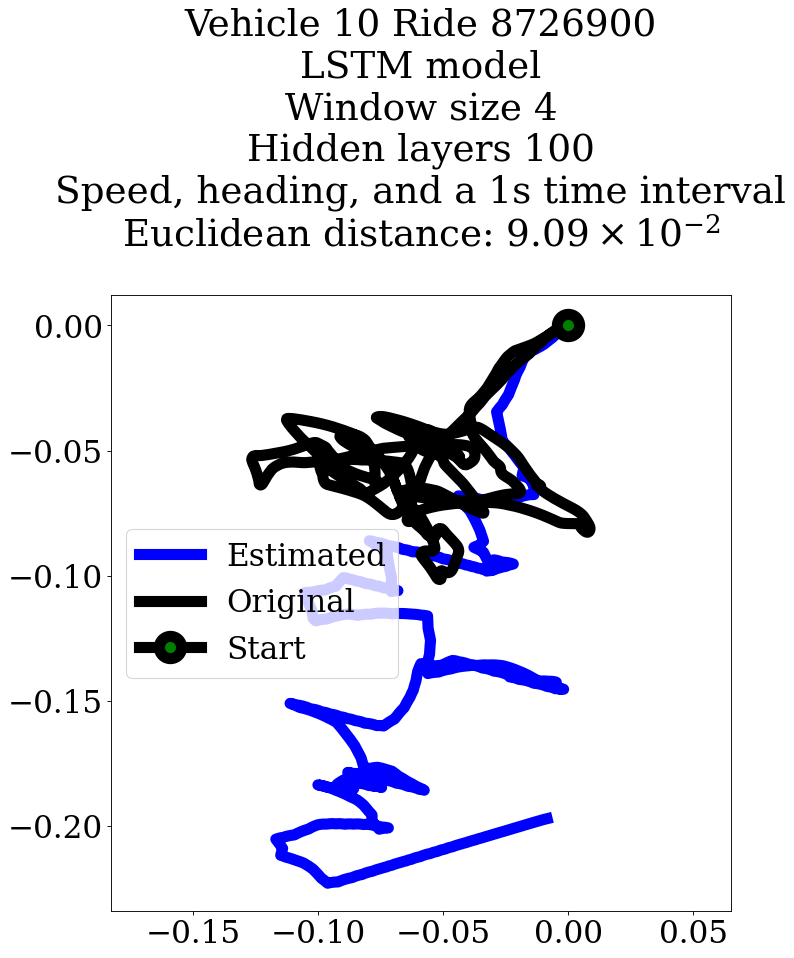 Vehicle 10 Ride 8726900
LSTM model
Window size 4
Hidden layers 100
Speed, heading, and a 1s time interval
Euclidean distance: 9.09 × 10⁻²
0.00
−0.05
−0.10
−0.15
−0.20
Estimated
Original
Start
−0.15 −0.10 −0.05 0.00 0.05